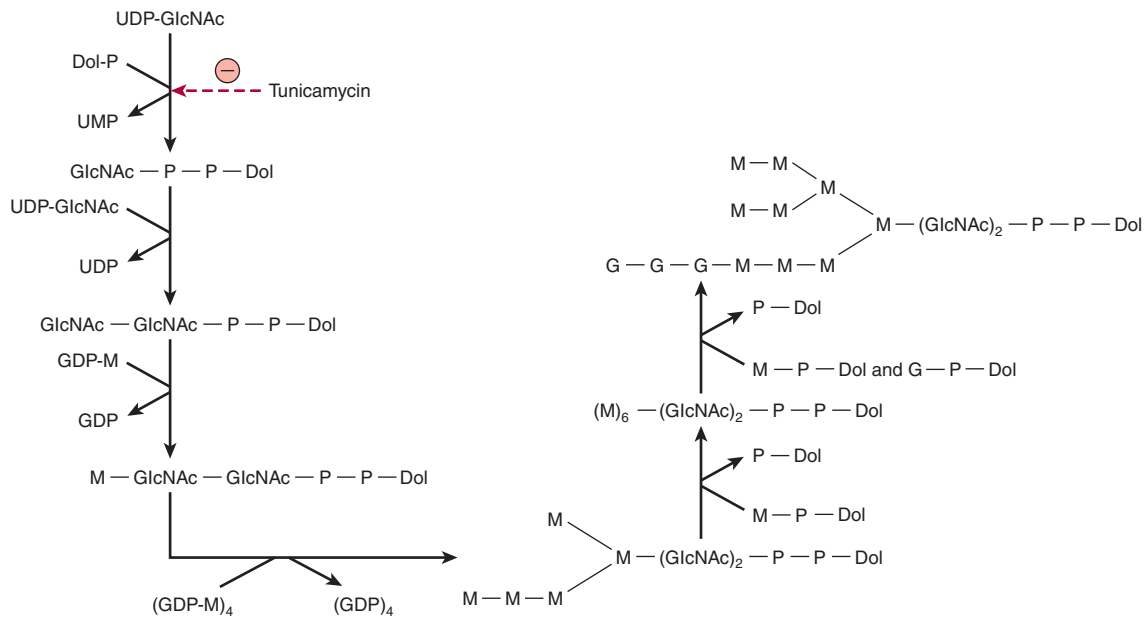 UDP-GlcNAc
Dol-P
−
Tunicamycin
UMP
GlcNAc — P — P — Dol
UDP-GlcNAc
UDP
GlcNAc — GlcNAc — P — P — Dol
GDP-M
GDP
M — GlcNAc — GlcNAc — P — P — Dol
(GDP-M)₄
(GDP)₄
M
M — (GlcNAc)₂ — P — P — Dol
M — M — M
M — P — Dol
P — Dol
(M)₆ — (GlcNAc)₂ — P — P — Dol
M — P — Dol and G — P — Dol
P — Dol
M — M
M
M — M
M — (GlcNAc)₂ — P — P — Dol
G — G — G — M — M — M